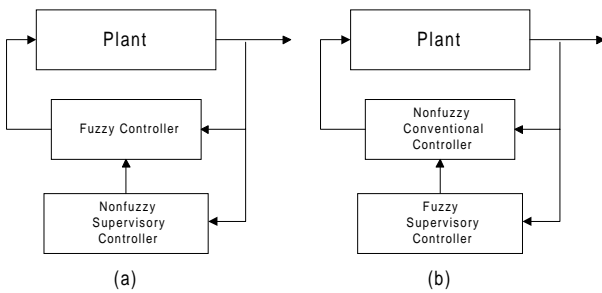 Plant
Fuzzy Controller
Nonfuzzy
Supervisory
Controller
(a)
Plant
Nonfuzzy
Conventional
Controller
Fuzzy
Supervisory
Controller
(b)